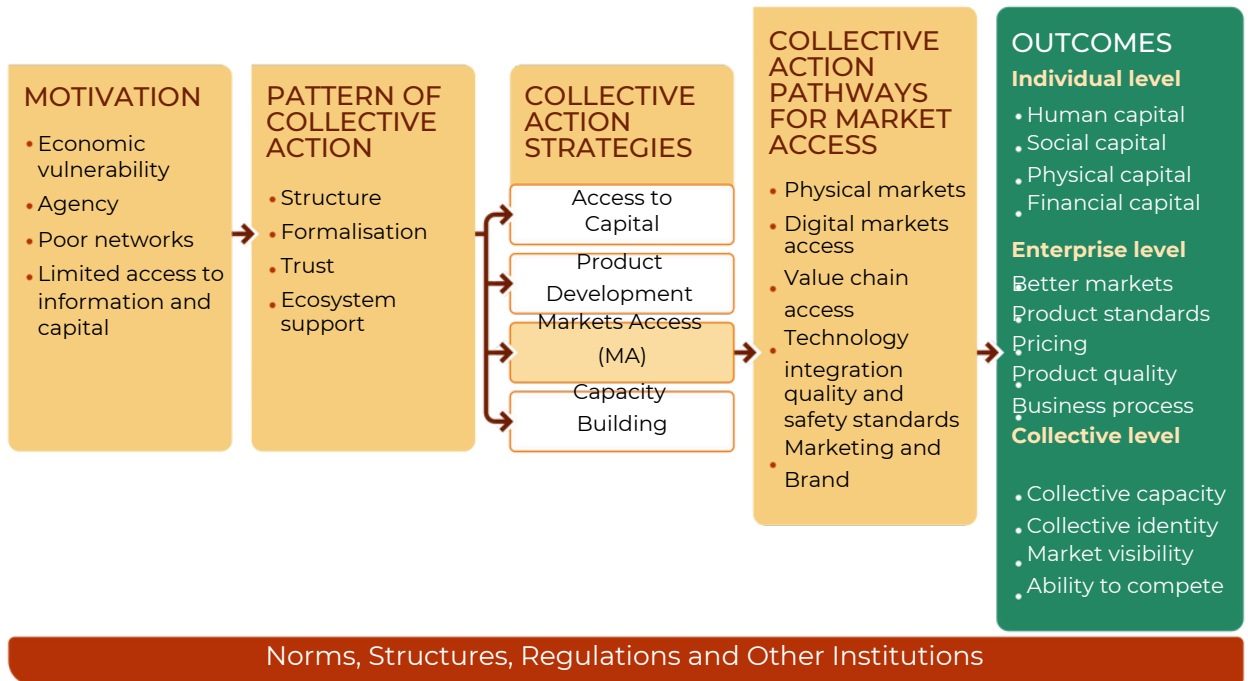 MOTIVATION
• Economic
vulnerability
• Agency
• Poor networks
• Limited access to
information and
capital
PATTERN OF
COLLECTIVE
ACTION
• Structure
• Formalisation
• Trust
• Ecosystem
support
COLLECTIVE
ACTION
STRATEGIES
Access to
Capital
Product
Development
Markets Access
(MA)
Capacity
Building
COLLECTIVE
ACTION
PATHWAYS
FOR MARKET
ACCESS
• Physical markets
• Digital markets
access
• Value chain
access
• Technology
integration
quality and
safety standards
• Marketing and
Brand
OUTCOMES
Individual level
• Human capital
• Social capital
• Physical capital
• Financial capital
Enterprise level
• Better markets
• Product standards
• Pricing
• Product quality
• Business process
Collective level
• Collective capacity
• Collective identity
• Market visibility
• Ability to compete
Norms, Structures, Regulations and Other Institutions